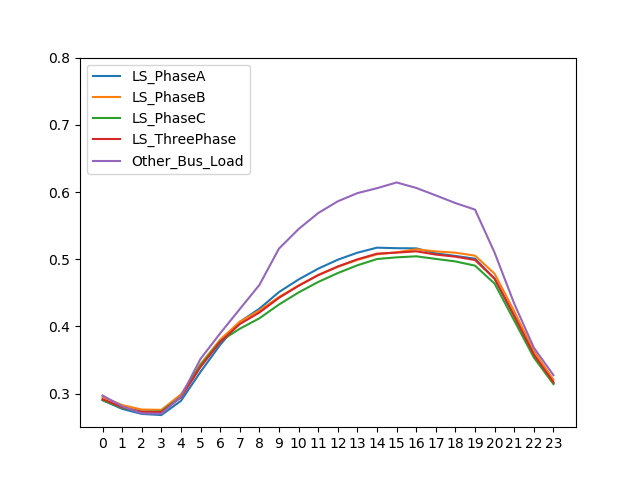 0.8
0.7
0.6
0.5
0.4
0.3
LS_PhaseA
LS_PhaseB
LS_PhaseC
LS_ThreePhase
Other_Bus_Load
0 1 2 3 4 5 6 7 8 9 10 11 12 13 14 15 16 17 18 19 20 21 22 23